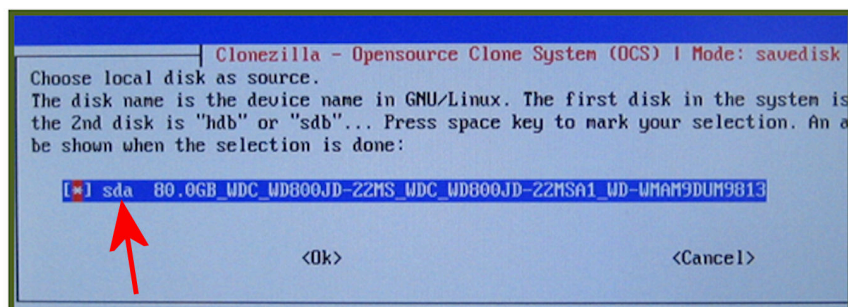 Clonezilla - Opensource Clone System (OCS) | Mode: savedisk
Choose local disk as source.
The disk name is the device name in GNU/Linux. The first disk in the system is
the 2nd disk is "hdb" or "sdb"... Press space key to mark your selection. An a
be shown when the selection is done:
[*] sda 80.0GB_WDC_WD800JD-22MS_WDC_WD800JD-22MSA1_WD-WMAM9DUM9813
<Ok> <Cancel>